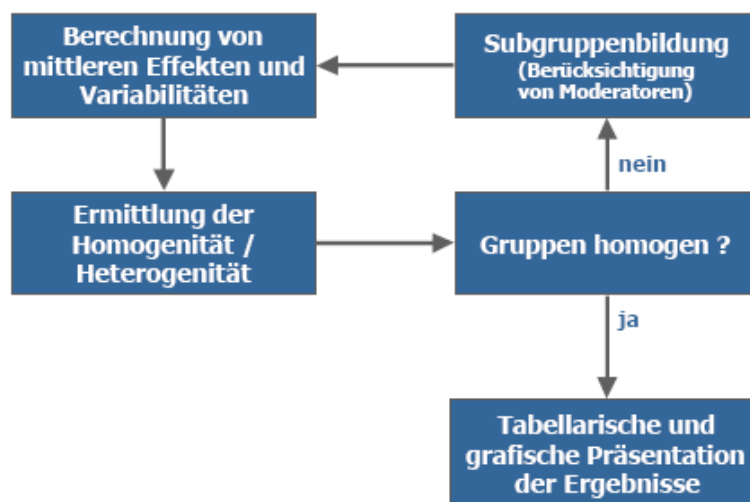 Berechnung von
mittleren Effekten und
Variabilitäten
Subgruppenbildung
(Berücksichtigung
von Moderatoren)
nein
Ermittlung der
Homogenität /
Heterogenität
Gruppen homogen ?
ja
Tabellarische und
grafische Präsentation
der Ergebnisse